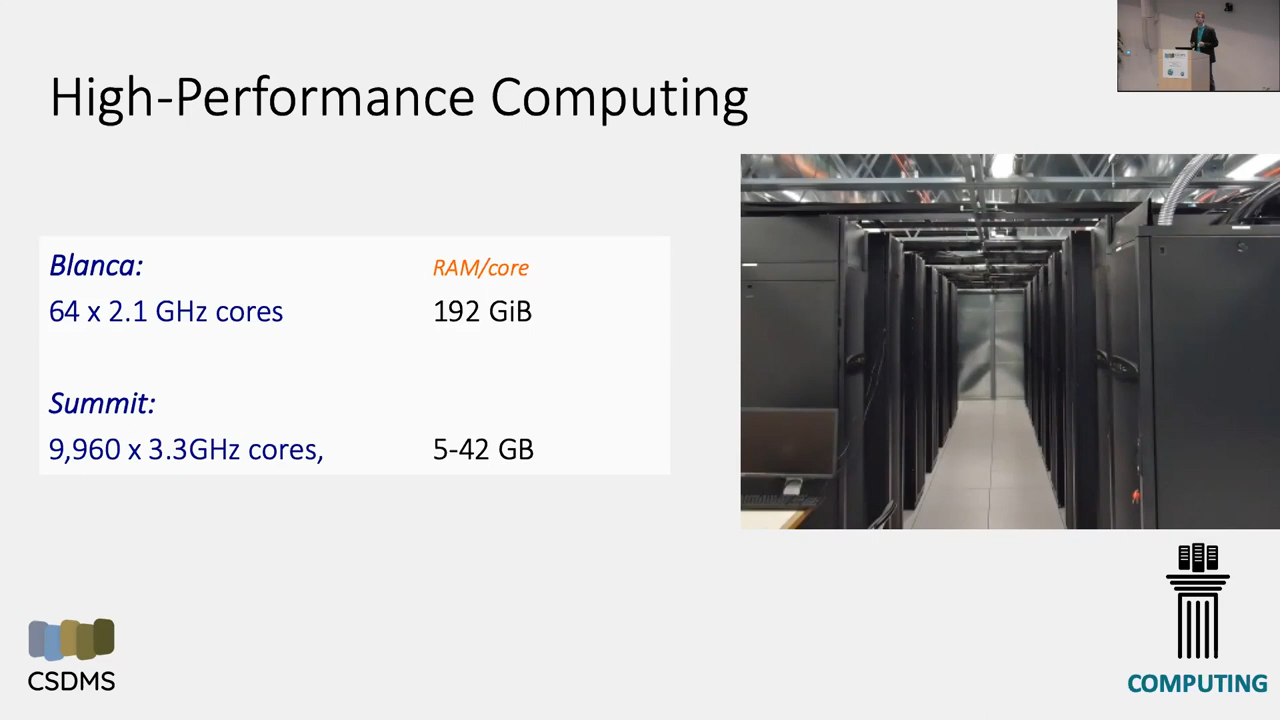 High-Performance Computing
Blanca: RAM/core
64 x 2.1 GHz cores 192 GiB
Summit:
9,960 x 3.3GHz cores, 5-42 GB
CSDMS
COMPUTING